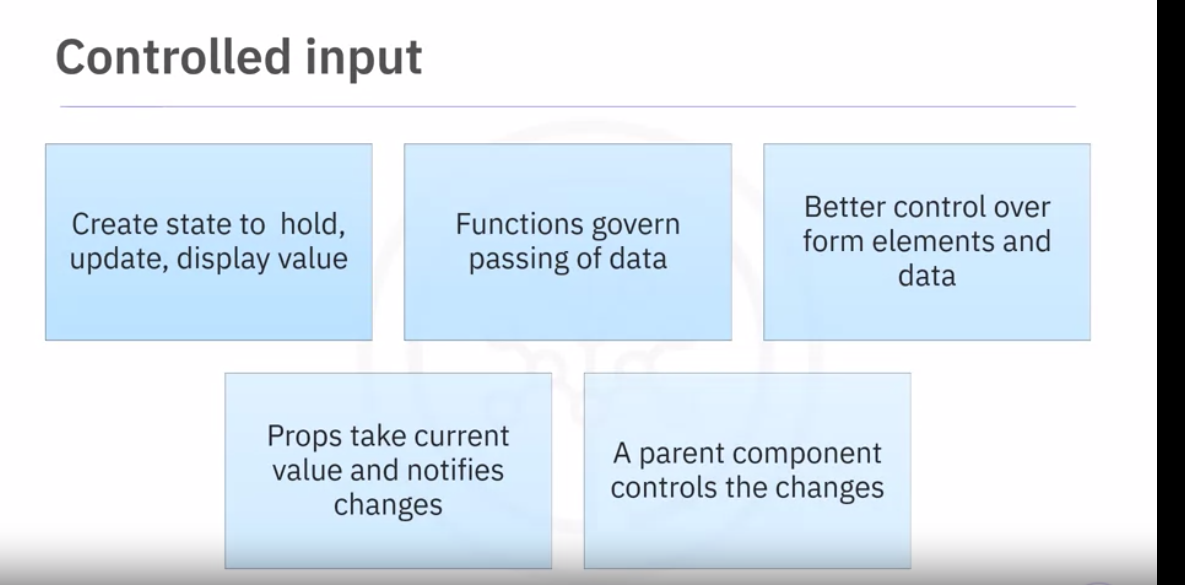 Controlled input
Create state to hold,
update, display value
Functions govern
passing of data
Better control over
form elements and
data
Props take current
value and notifies
changes
A parent component
controls the changes